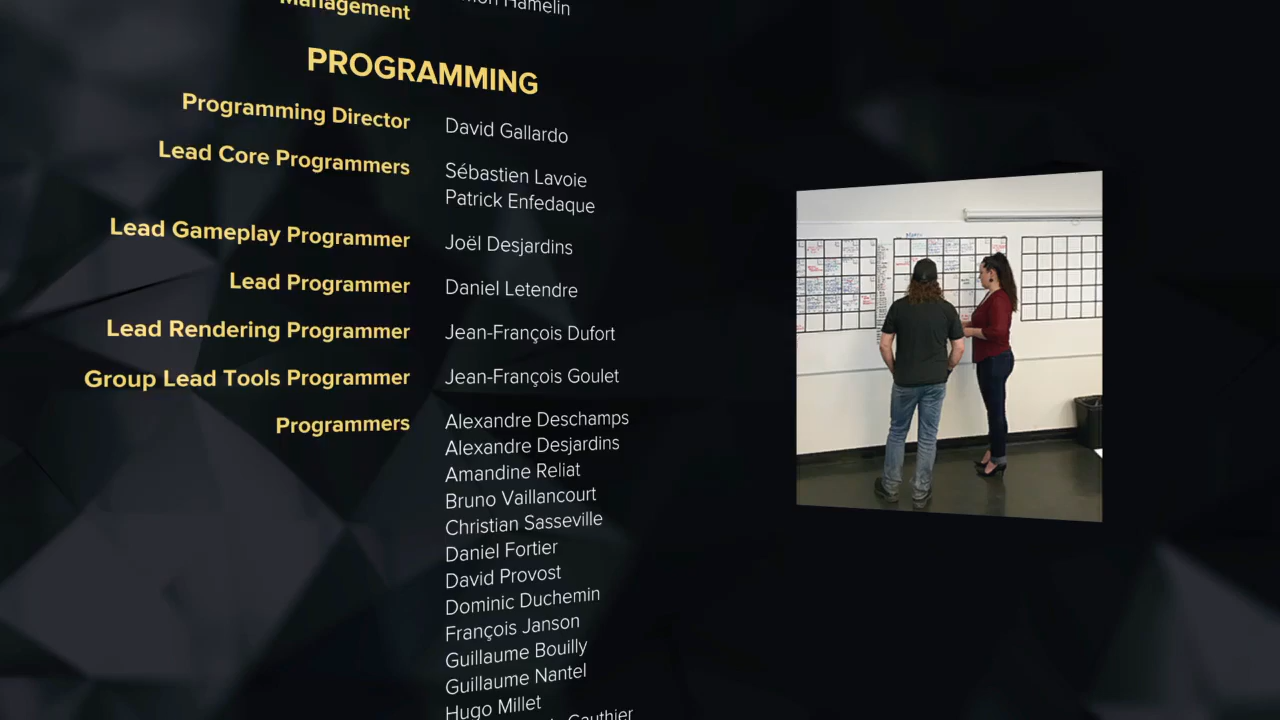 Management
Hamelin
PROGRAMMING
Programming Director David Gallardo
Lead Core Programmers Sébastien Lavoie
Patrick Enfedaque
Lead Gameplay Programmer Joël Desjardins
Lead Programmer Daniel Letendre
Lead Rendering Programmer Jean-François Dufort
Group Lead Tools Programmer Jean-François Goulet
Programmers Alexandre Deschamps
Alexandre Desjardins
Amandine Reliat
Bruno Vaillancourt
Christian Sasseville
Daniel Fortier
David Provost
Dominic Duchemin
François Janson
Guillaume Bouilly
Guillaume Nantel
Hugo Millet
Gauthier